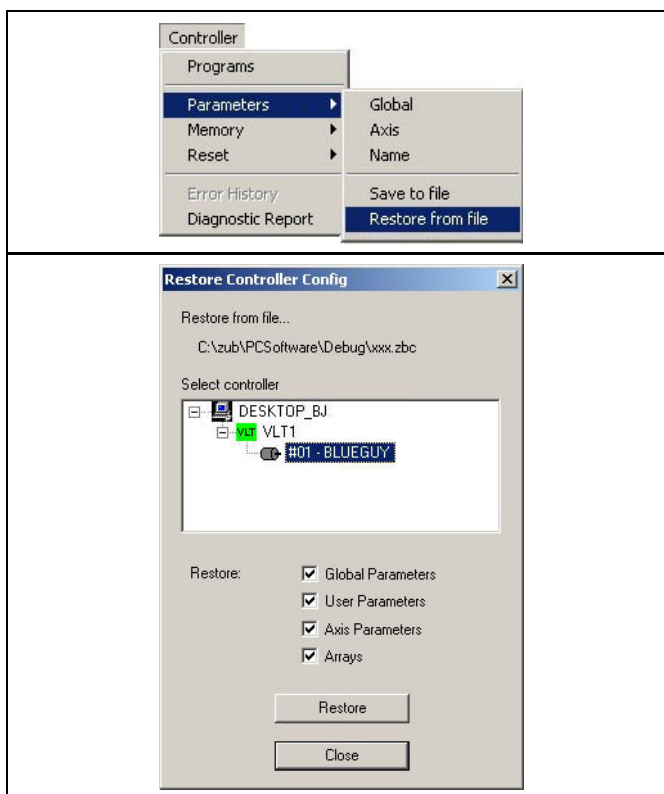 Controller
Programs
Parameters
Memory
Reset
Error History
Diagnostic Report
Global
Axis
Name
Save to file
Restore from file
Restore Controller Config
Restore from file...
C:\zub\PCSoftware\Debug\xxx.zbc
Select controller
DESKTOP_BJ
VLT VLT1
#01 - BLUEGUY
Restore:
Global Parameters
User Parameters
Axis Parameters
Arrays
Restore
Close